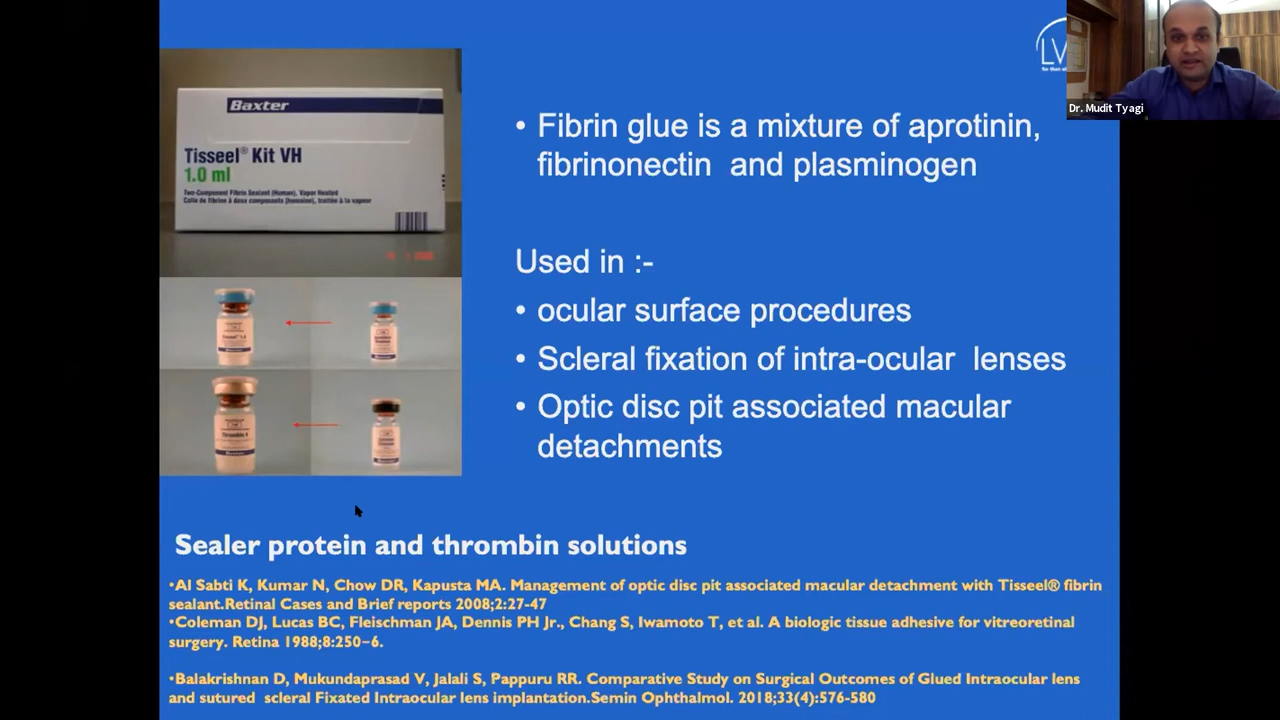 Baxter
Tisseel® Kit VH
1.0 ml
Two-Component Fibrin Sealant (Human), Vapor Heated
Colle de fibrine à deux composants (humaine), traitée à la vapeur
LV
Dr. Mudit Tyagi
• Fibrin glue is a mixture of aprotinin,
fibrinonectin and plasminogen
Used in :-
• ocular surface procedures
• Scleral fixation of intra-ocular lenses
• Optic disc pit associated macular
detachments
Sealer protein and thrombin solutions
•Al Sabti K, Kumar N, Chow DR, Kapusta MA. Management of optic disc pit associated macular detachment with Tisseel® fibrin
sealant.Retinal Cases and Brief reports 2008;2:27-47
•Coleman DJ, Lucas BC, Fleischman JA, Dennis PH Jr., Chang S, Iwamoto T, et al. A biologic tissue adhesive for vitreoretinal
surgery. Retina 1988;8:250–6.
•Balakrishnan D, Mukundaprasad V, Jalali S, Pappuru RR. Comparative Study on Surgical Outcomes of Glued Intraocular lens
and sutured scleral Fixated Intraocular lens implantation.Semin Ophthalmol. 2018;33(4):576-580